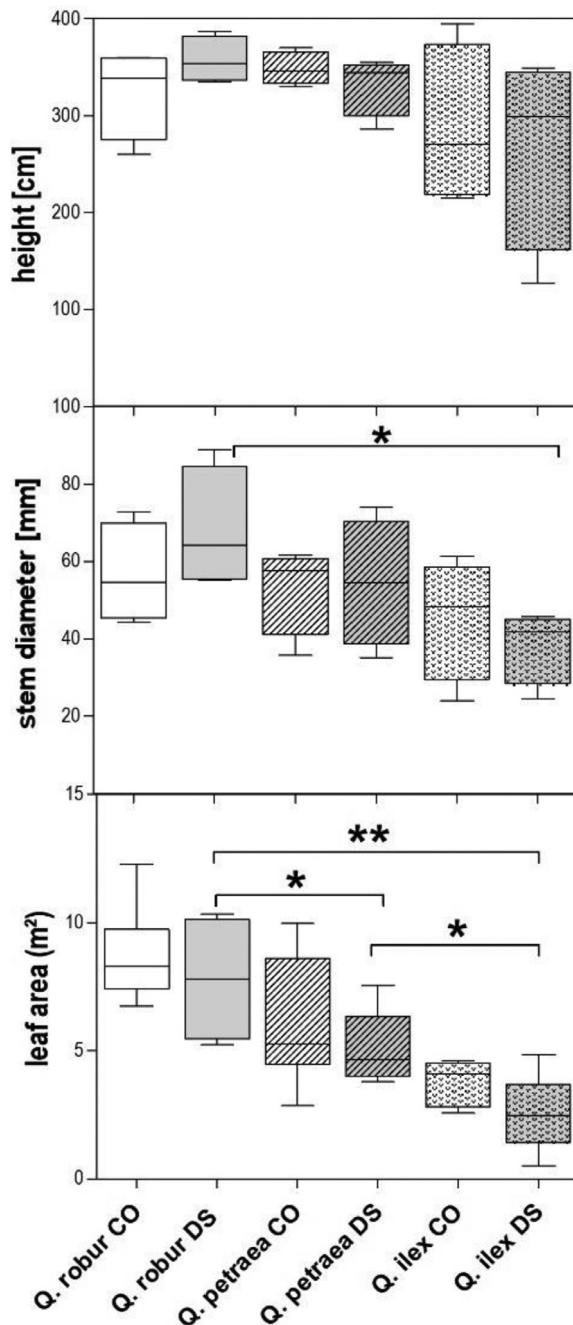 400
300
200
100
height [cm]
100
80
60
40
20
stem diameter [mm]
*
15
10
5
0
leaf area (m²)
**
*
*
Q. robur CO
Q. robur DS
Q. petraea CO
Q. petraea DS
Q. ilex CO
Q. ilex DS